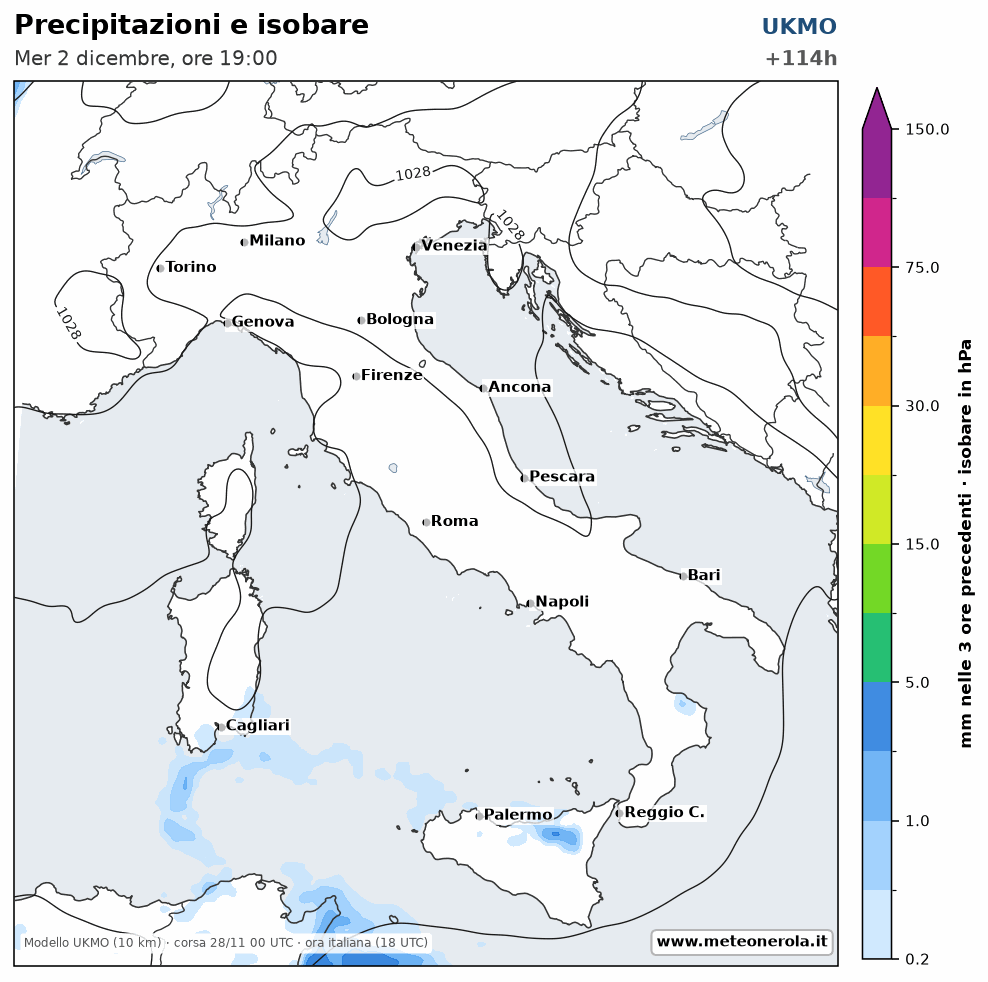 Precipitazioni e isobare
UKMO
Mer 2 dicembre, ore 19:00
+114h
1028
1028
1028
Milano
Venezia
Torino
Genova
Bologna
Firenze
Ancona
Pescara
Roma
Bari
Napoli
Cagliari
Palermo
Reggio C.
Modello UKMO (10 km) · corsa 28/11 00 UTC · ora italiana (18 UTC)
www.meteonerola.it
150.0
75.0
30.0
15.0
5.0
1.0
0.2
mm nelle 3 ore precedenti · isobare in hPa